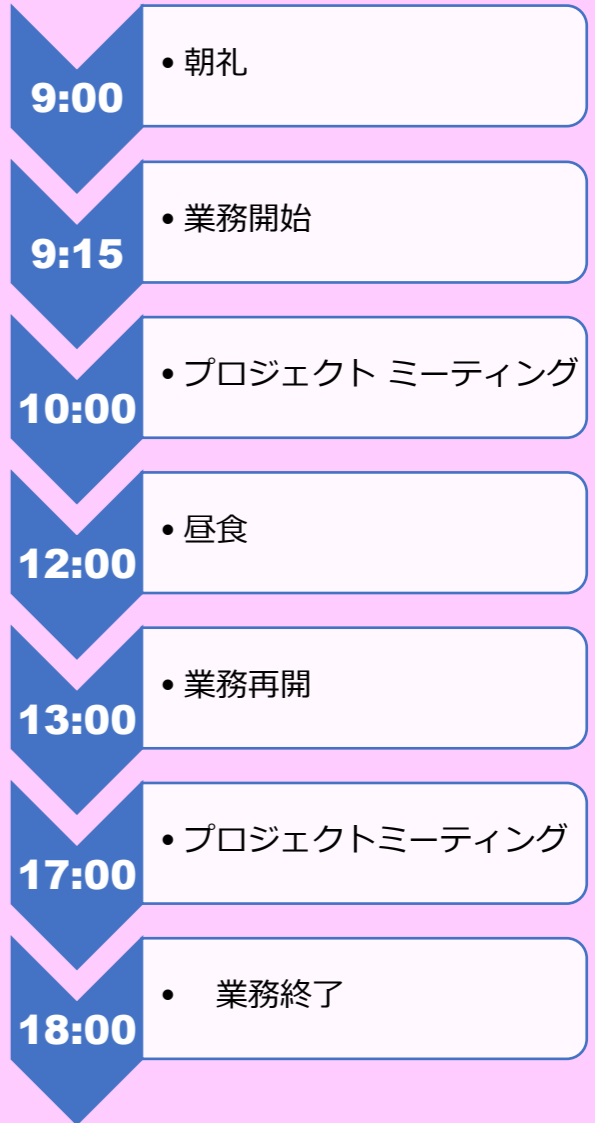 9:00
• 朝礼
9:15
• 業務開始
10:00
• プロジェクト ミーティング
12:00
• 昼食
13:00
• 業務再開
17:00
• プロジェクトミーティング
18:00
•　業務終了